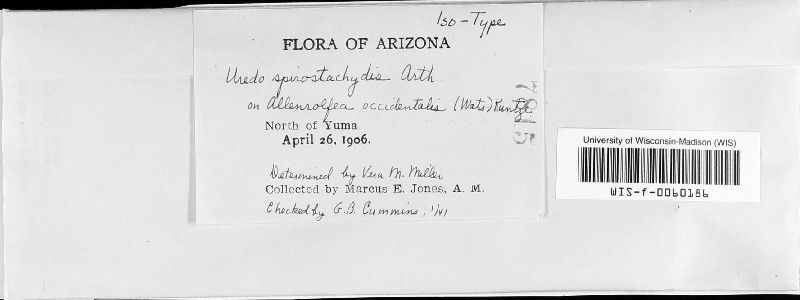 Iso-Type
FLORA OF ARIZONA
Uredo spirostachydis Arth.
on Allenrolfea occidentalis (Wats) Kuntze
North of Yuma
April 26, 1906.
Determined by Vera M. Miller
Collected by Marcus E. Jones, A. M.
Checked by G. B. Cummins, 1/41
University of Wisconsin-Madison (WIS)
WIS-f-0060186